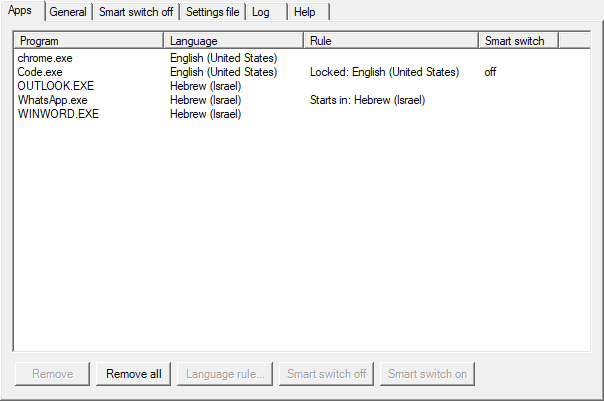 Apps General Smart switch off Settings file Log Help
Program Language Rule Smart switch
chrome.exe English (United States)
Code.exe English (United States) Locked: English (United States) off
OUTLOOK.EXE Hebrew (Israel)
WhatsApp.exe Hebrew (Israel) Starts in: Hebrew (Israel)
WINWORD.EXE Hebrew (Israel)
Remove Remove all Language rule... Smart switch off Smart switch on